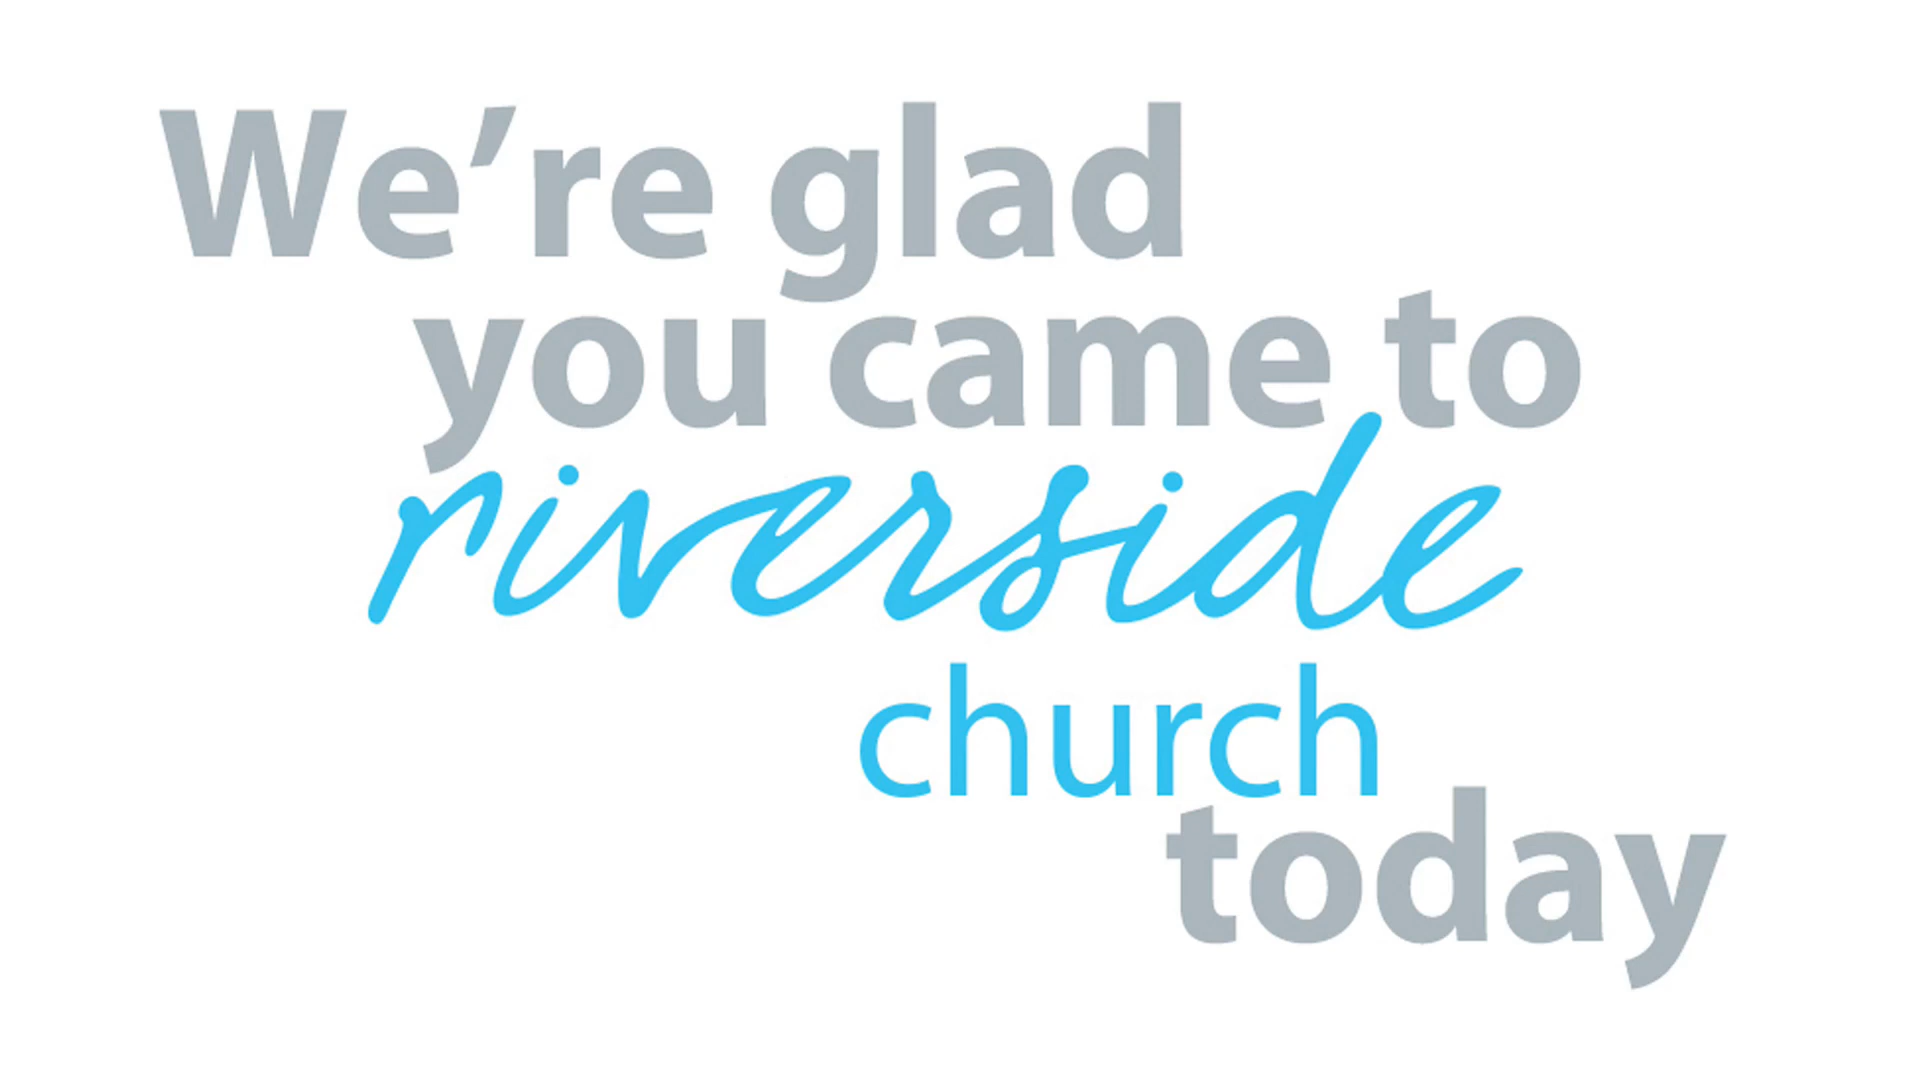 We’re glad
you came to
riverside
church
today